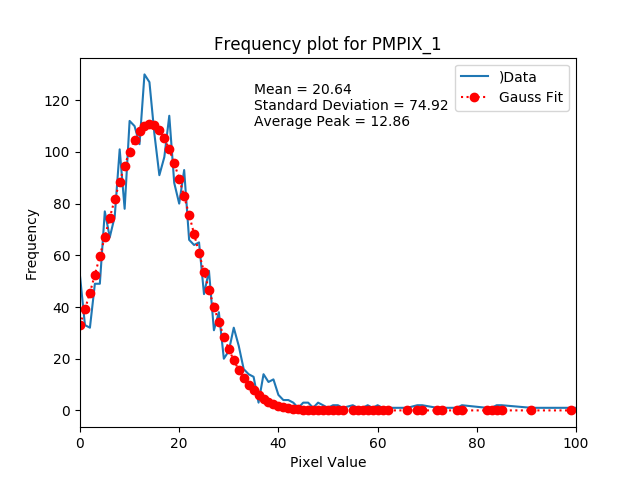 Frequency plot for PMPIX_1
Mean = 20.64
Standard Deviation = 74.92
Average Peak = 12.86
)Data
Gauss Fit
Frequency
120
100
80
60
40
20
0
0 20 40 60 80 100
Pixel Value